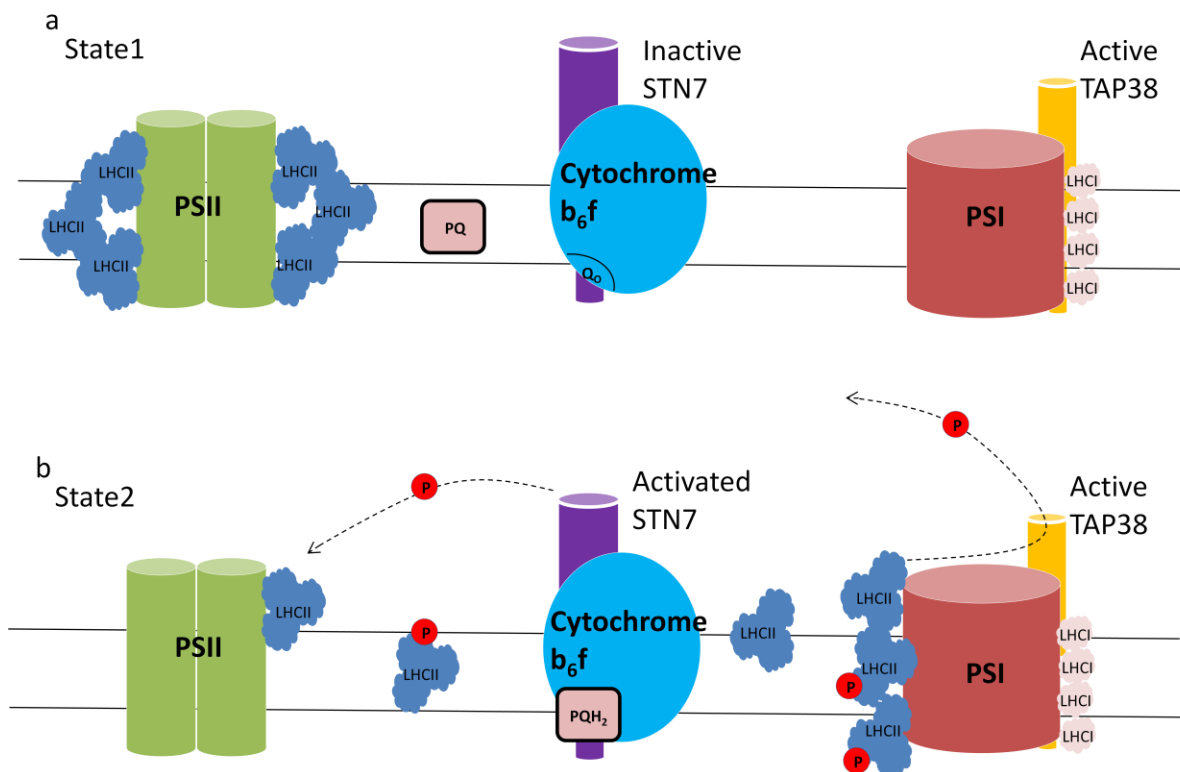 a
State1
Inactive
STN7
Active
TAP38
LHCII
LHCII
LHCII
LHCII
LHCII
LHCII
PSII
PQ
Cytochrome
b₆f
Qₒ
PSI
LHCI
LHCI
LHCI
LHCI
b
State2
P
Activated
STN7
P
Active
TAP38
LHCII
PSII
P
LHCII
Cytochrome
b₆f
PQH₂
LHCII
LHCII
LHCII
P
LHCII
P
PSI
LHCI
LHCI
LHCI
LHCI